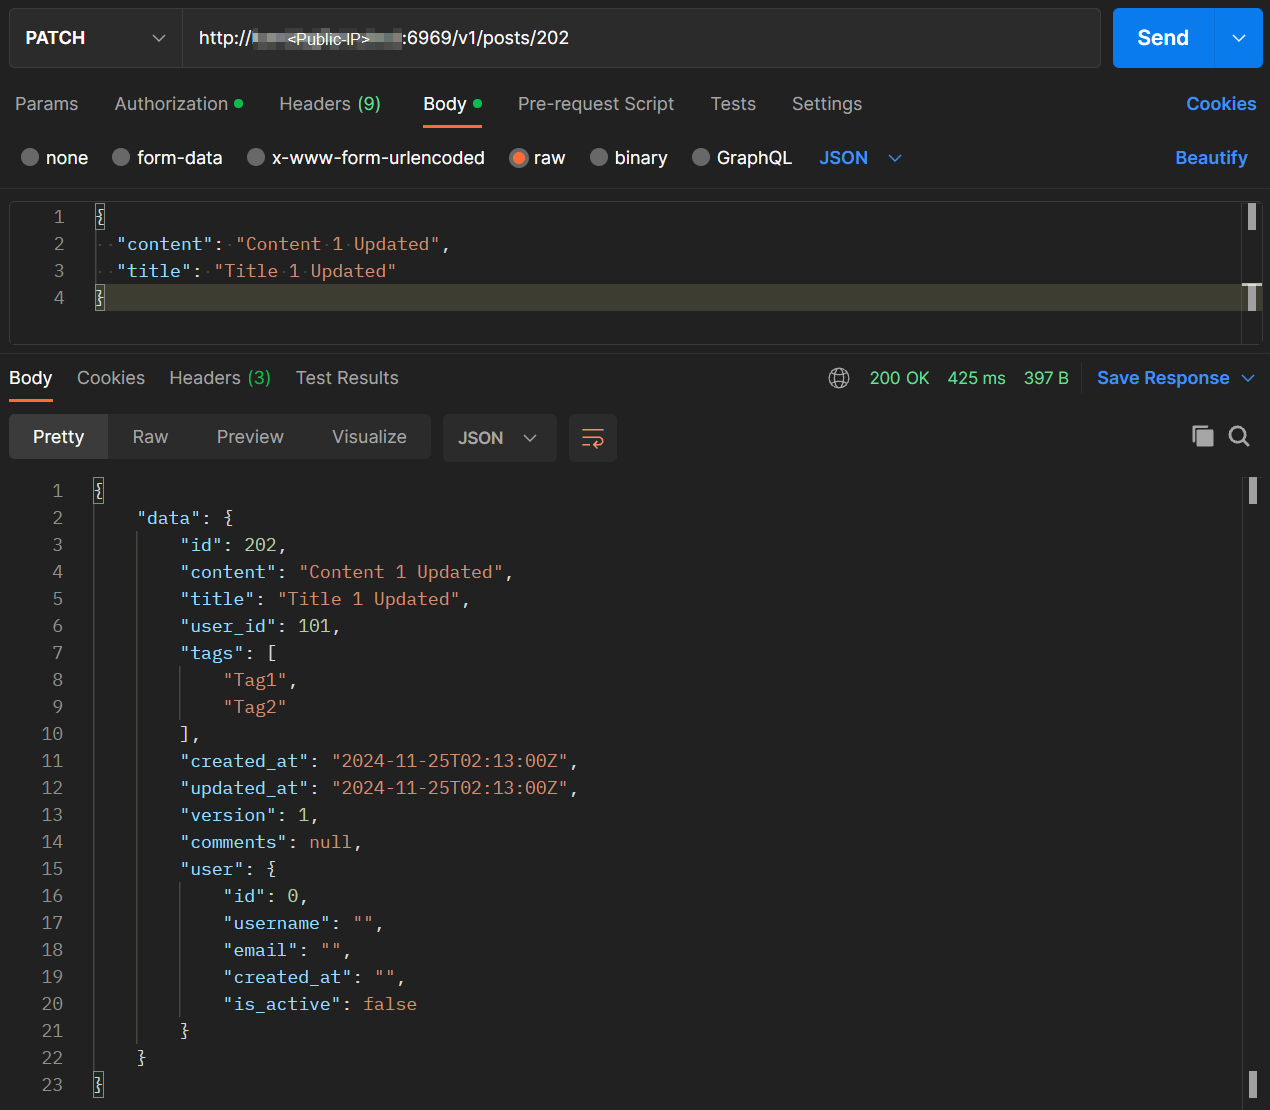 PATCH http://<Public-IP>:6969/v1/posts/202 Send
Params Authorization Headers (9) Body Pre-request Script Tests Settings Cookies
none form-data x-www-form-urlencoded raw binary GraphQL JSON Beautify
1 {
2 "content": "Content 1 Updated",
3 "title": "Title 1 Updated"
4 }
Body Cookies Headers (3) Test Results 200 OK 425 ms 397 B Save Response
Pretty Raw Preview Visualize JSON
1 {
2 "data": {
3 "id": 202,
4 "content": "Content 1 Updated",
5 "title": "Title 1 Updated",
6 "user_id": 101,
7 "tags": [
8 "Tag1",
9 "Tag2"
10 ],
11 "created_at": "2024-11-25T02:13:00Z",
12 "updated_at": "2024-11-25T02:13:00Z",
13 "version": 1,
14 "comments": null,
15 "user": {
16 "id": 0,
17 "username": "",
18 "email": "",
19 "created_at": "",
20 "is_active": false
21 }
22 }
23 }